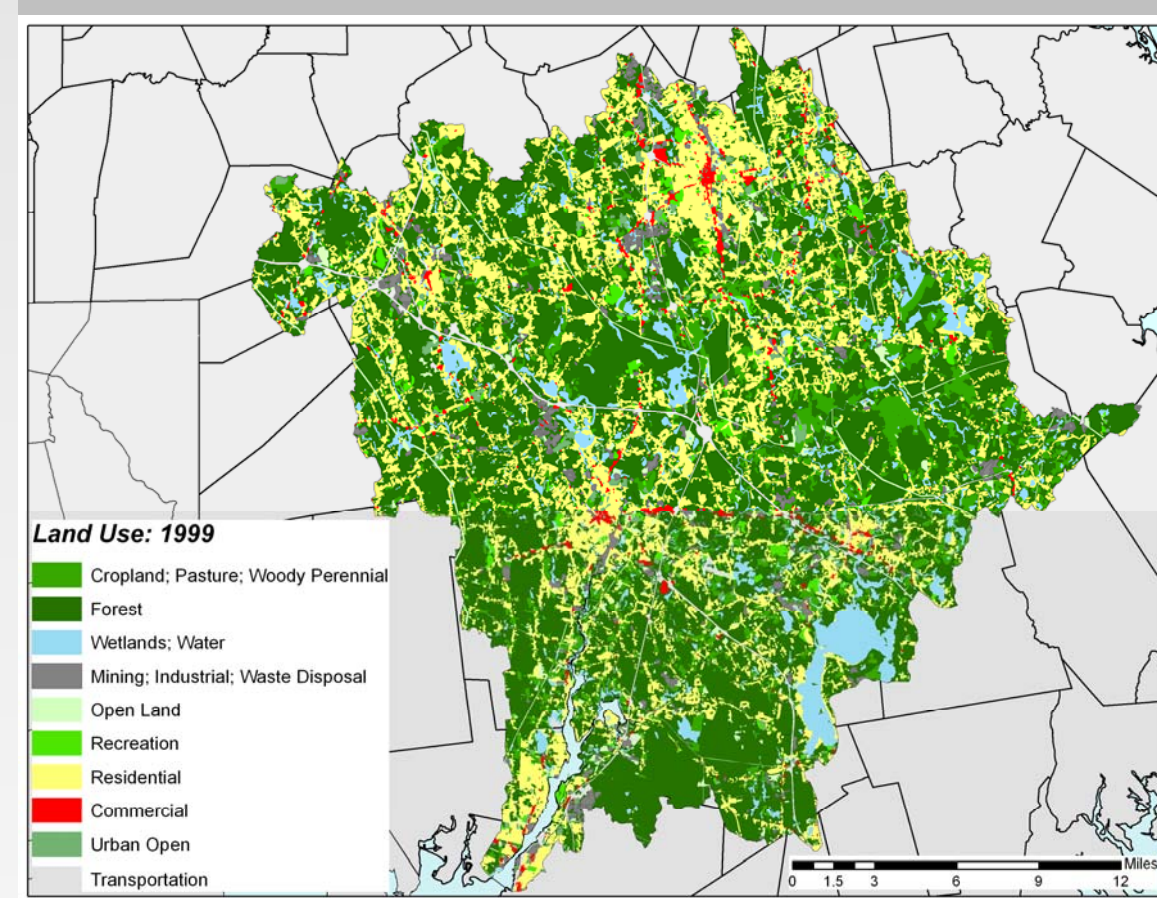 Land Use: 1999
Cropland; Pasture; Woody Perennial
Forest
Wetlands; Water
Mining; Industrial; Waste Disposal
Open Land
Recreation
Residential
Commercial
Urban Open
Transportation
Miles
0 1.5 3 6 9 12